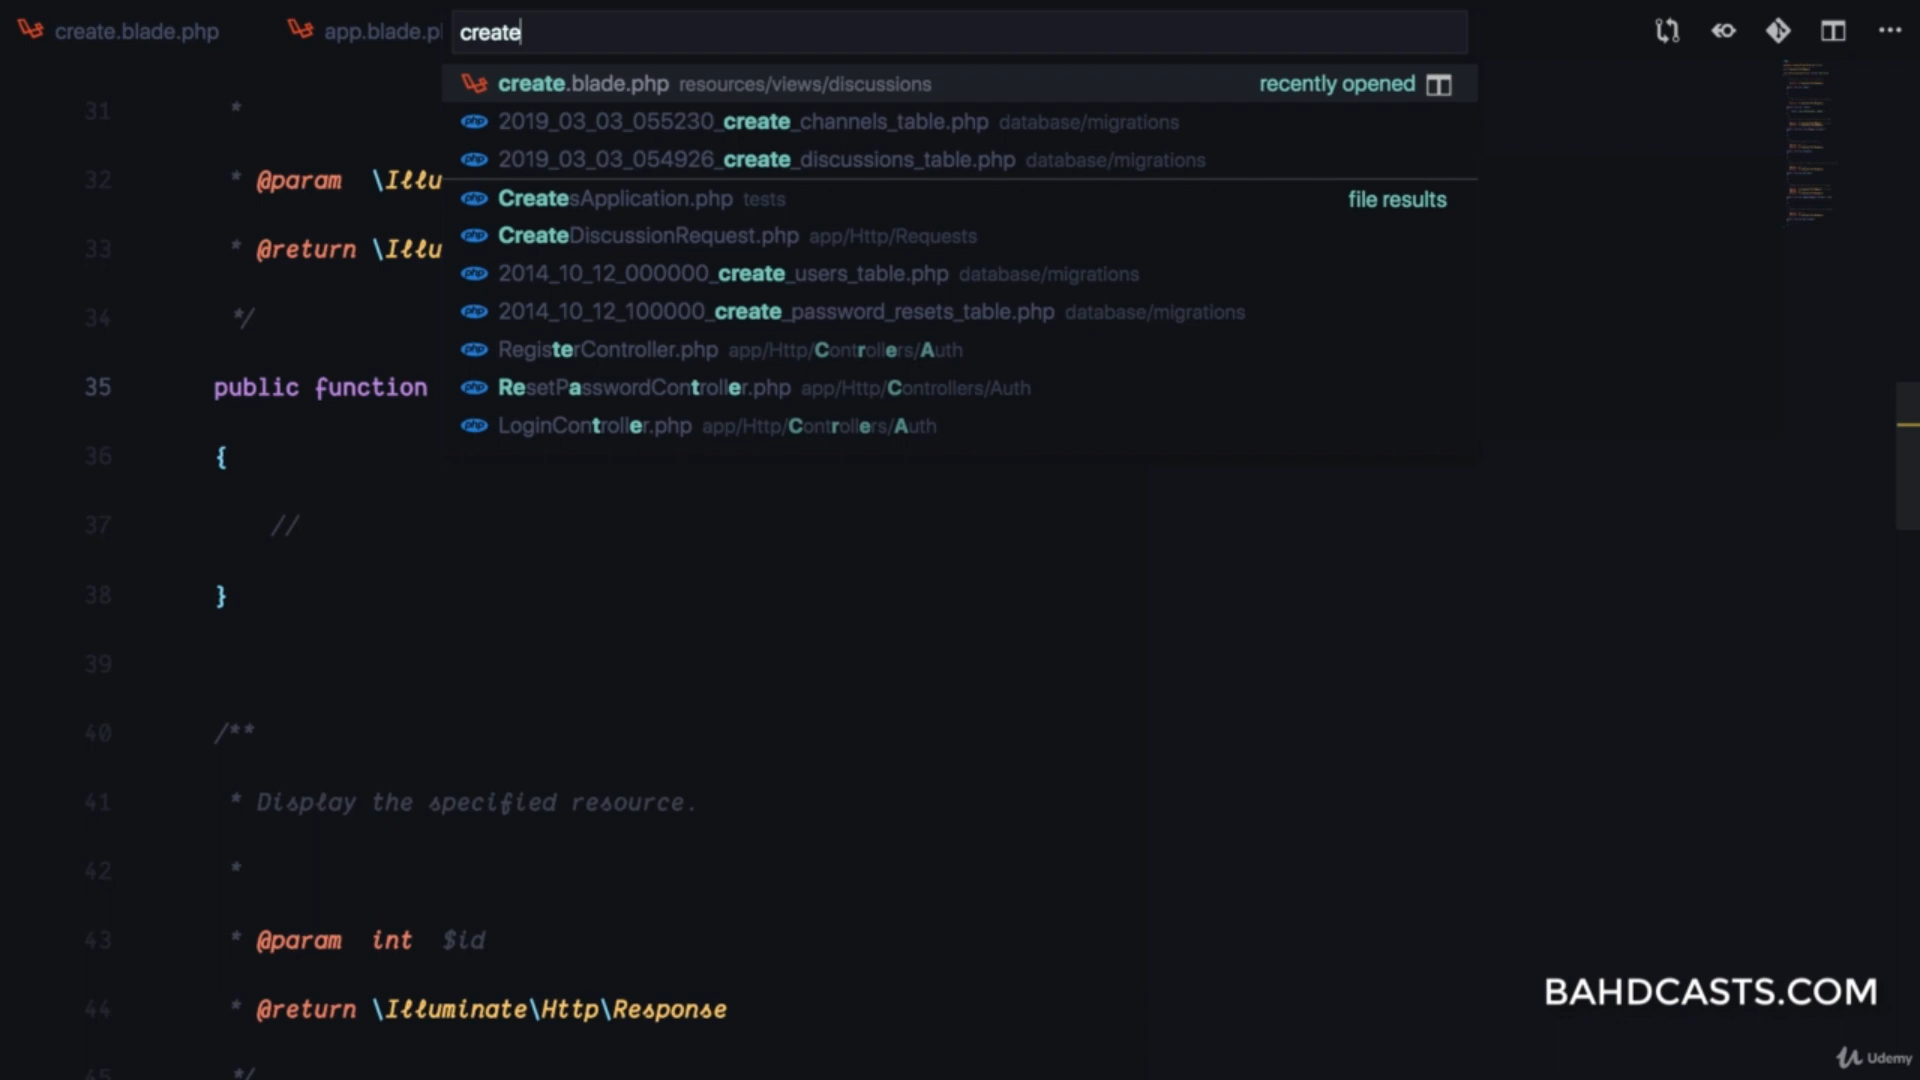 create.blade.php
app.blade.p
create
create.blade.php resources/views/discussions recently opened
2019_03_03_055230_create_channels_table.php database/migrations
2019_03_03_054926_create_discussions_table.php database/migrations
CreatesApplication.php tests file results
CreateDiscussionRequest.php app/Http/Requests
2014_10_12_000000_create_users_table.php database/migrations
2014_10_12_100000_create_password_resets_table.php database/migrations
RegisterController.php app/Http/Controllers/Auth
ResetPasswordController.php app/Http/Controllers/Auth
LoginController.php app/Http/Controllers/Auth
31 *
32 * @param \Illu
33 * @return \Illu
34 */
35 public function
36 {
37 //
38 }
39
40 /**
41 * Display the specified resource.
42 *
43 * @param int $id
44 * @return \Illuminate\Http\Response
45 */
BAHDCASTS.COM
Udemy